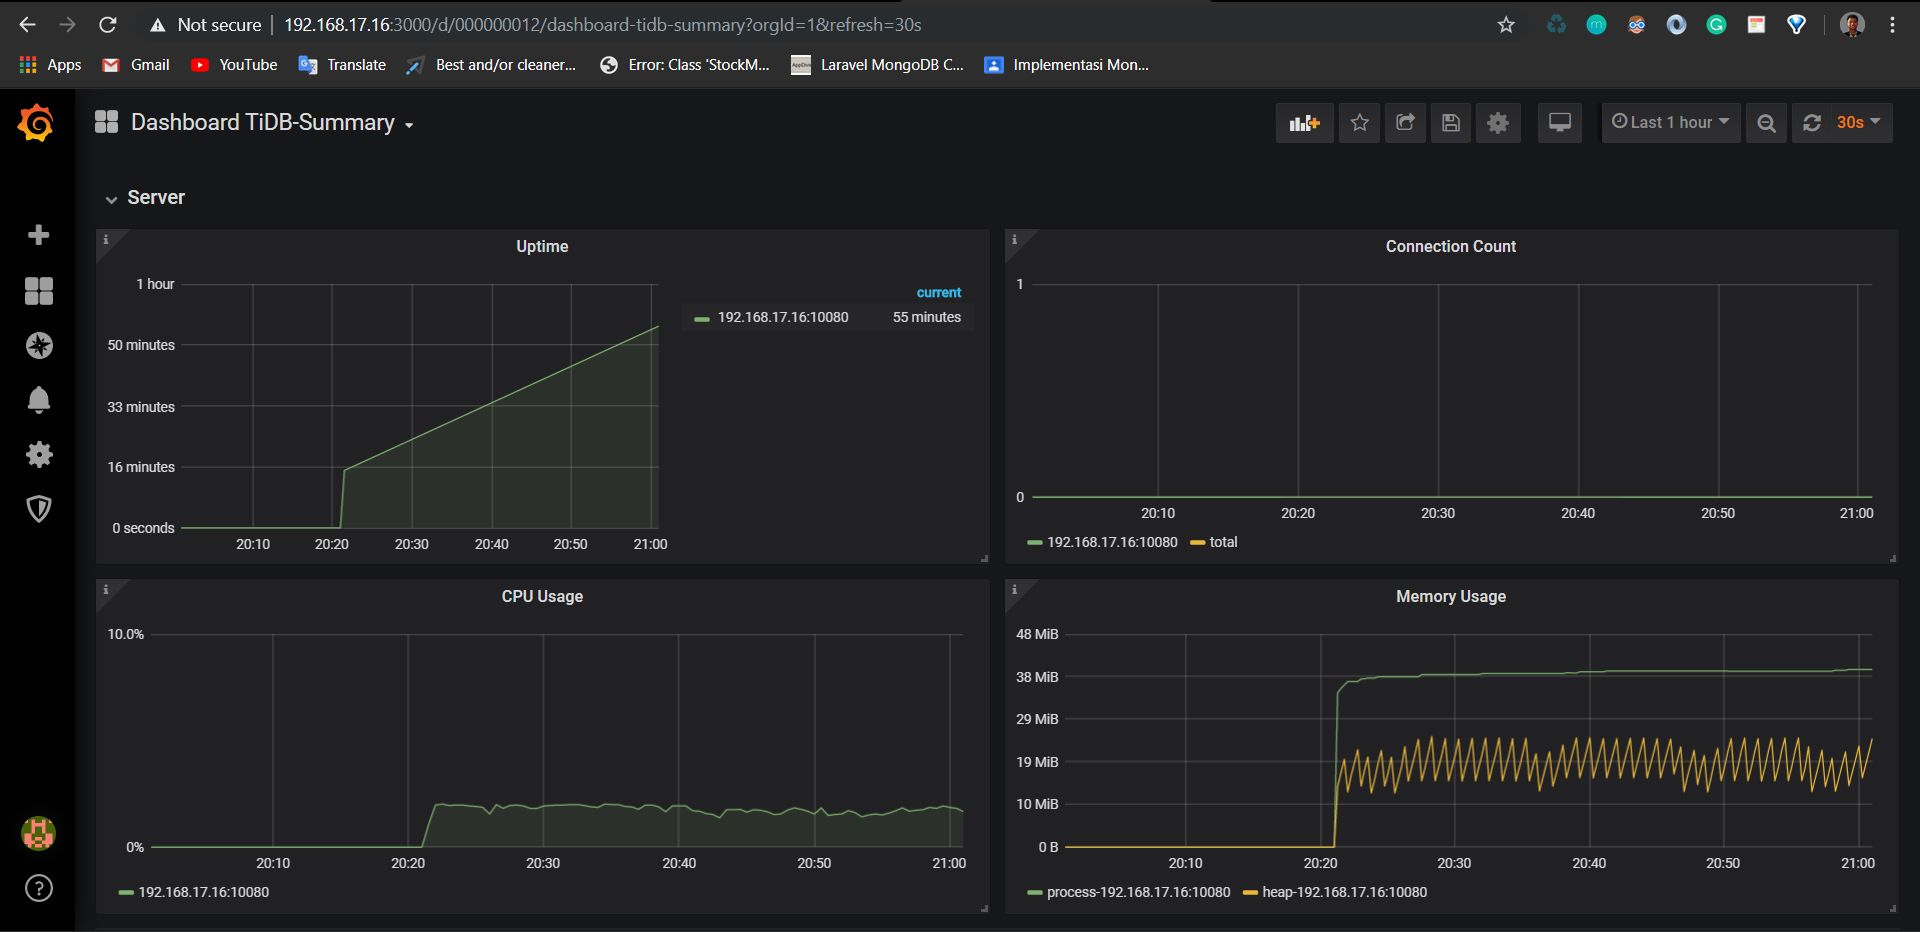 Not secure | 192.168.17.16:3000/d/000000012/dashboard-tidb-summary?orgId=1&refresh=30s
Apps Gmail YouTube Translate Best and/or cleaner... Error: Class 'StockM... Laravel MongoDB C... Implementasi Mon...
Dashboard TiDB-Summary
Last 1 hour
30s
Server
Uptime
1 hour
50 minutes
33 minutes
16 minutes
0 seconds
20:10 20:20 20:30 20:40 20:50 21:00
current
192.168.17.16:10080 55 minutes
Connection Count
1
0
20:10 20:20 20:30 20:40 20:50 21:00
192.168.17.16:10080 total
CPU Usage
10.0%
0%
20:10 20:20 20:30 20:40 20:50 21:00
192.168.17.16:10080
Memory Usage
48 MiB
38 MiB
29 MiB
19 MiB
10 MiB
0 B
20:10 20:20 20:30 20:40 20:50 21:00
process-192.168.17.16:10080 heap-192.168.17.16:10080